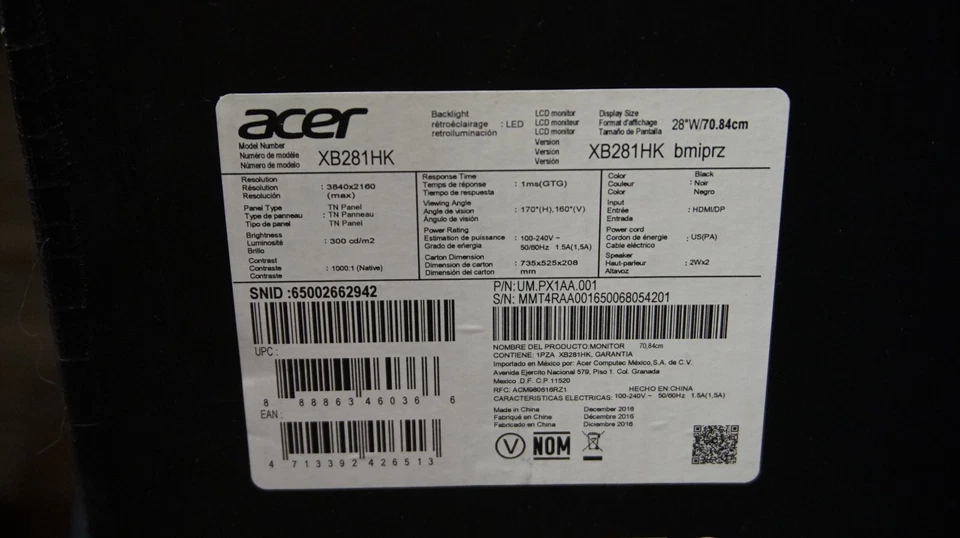 acer
Model Number
Numéro de modèle
Número de modelo
XB281HK
Backlight
rétroéclairage : LED
retroiluminación
LCD monitor
LCD moniteur
LCD monitor
Version
Version
Versión
XB281HK bmiprz
Display Size
Format d'affichage
Tamaño de Pantalla
28"W/70.84cm
Resolution
Résolution : 3840x2160
Resolución (max)
Panel Type : TN Panel
Type de panneau : TN Panneau
Tipo de panel TN Panel
Brightness
Luminosité : 300 cd/m2
Brillo
Contrast
Contraste : 1000:1 (Native)
Contraste
Response Time
Temps de réponse : 1ms(GTG)
Tiempo de respuesta
Viewing Angle
Angle de vision : 170°(H),160°(V)
Ángulo de visión
Power Rating
Estimation de puissance : 100-240V ~
Grado de energie 50/60Hz 1.5A(1,5A)
Carton Dimension
Dimension de carton : 735x525x208
Dimensión del cartón mm
Color Black
Couleur : Noir
Color Negro
Input
Entrée : HDMI/DP
Entrada
Power cord
Cordon de énergie : US(PA)
Cable eléctrico
Speaker
Haut-parleur : 2Wx2
Altavoz
SNID :65002662942
UPC:
8 88863 46036 6
EAN :
4 713392 426513
P/N:UM.PX1AA.001
S/N: MMT4RAA001650068054201
NOMBRE DEL PRODUCTO:MONITOR 70,84cm
CONTIENE: 1PZA XB281HK, GARANTIA
Importado en México por: Acer Computec México,S.A. de C.V.
Avenida Ejercito Nacional 579, Piso 1. Col. Granada
Mexico .D.F. C.P.11520
RFC: ACM980616RZ1 HECHO EN:CHINA
CARACTERISTICAS ELECTRICAS: 100-240V ~ 50/60Hz 1.5A(1,5A)
Made in China December 2016
Fabriqué en Chine Décembre 2016
Fabricado en China Diciembre 2016
V NOM